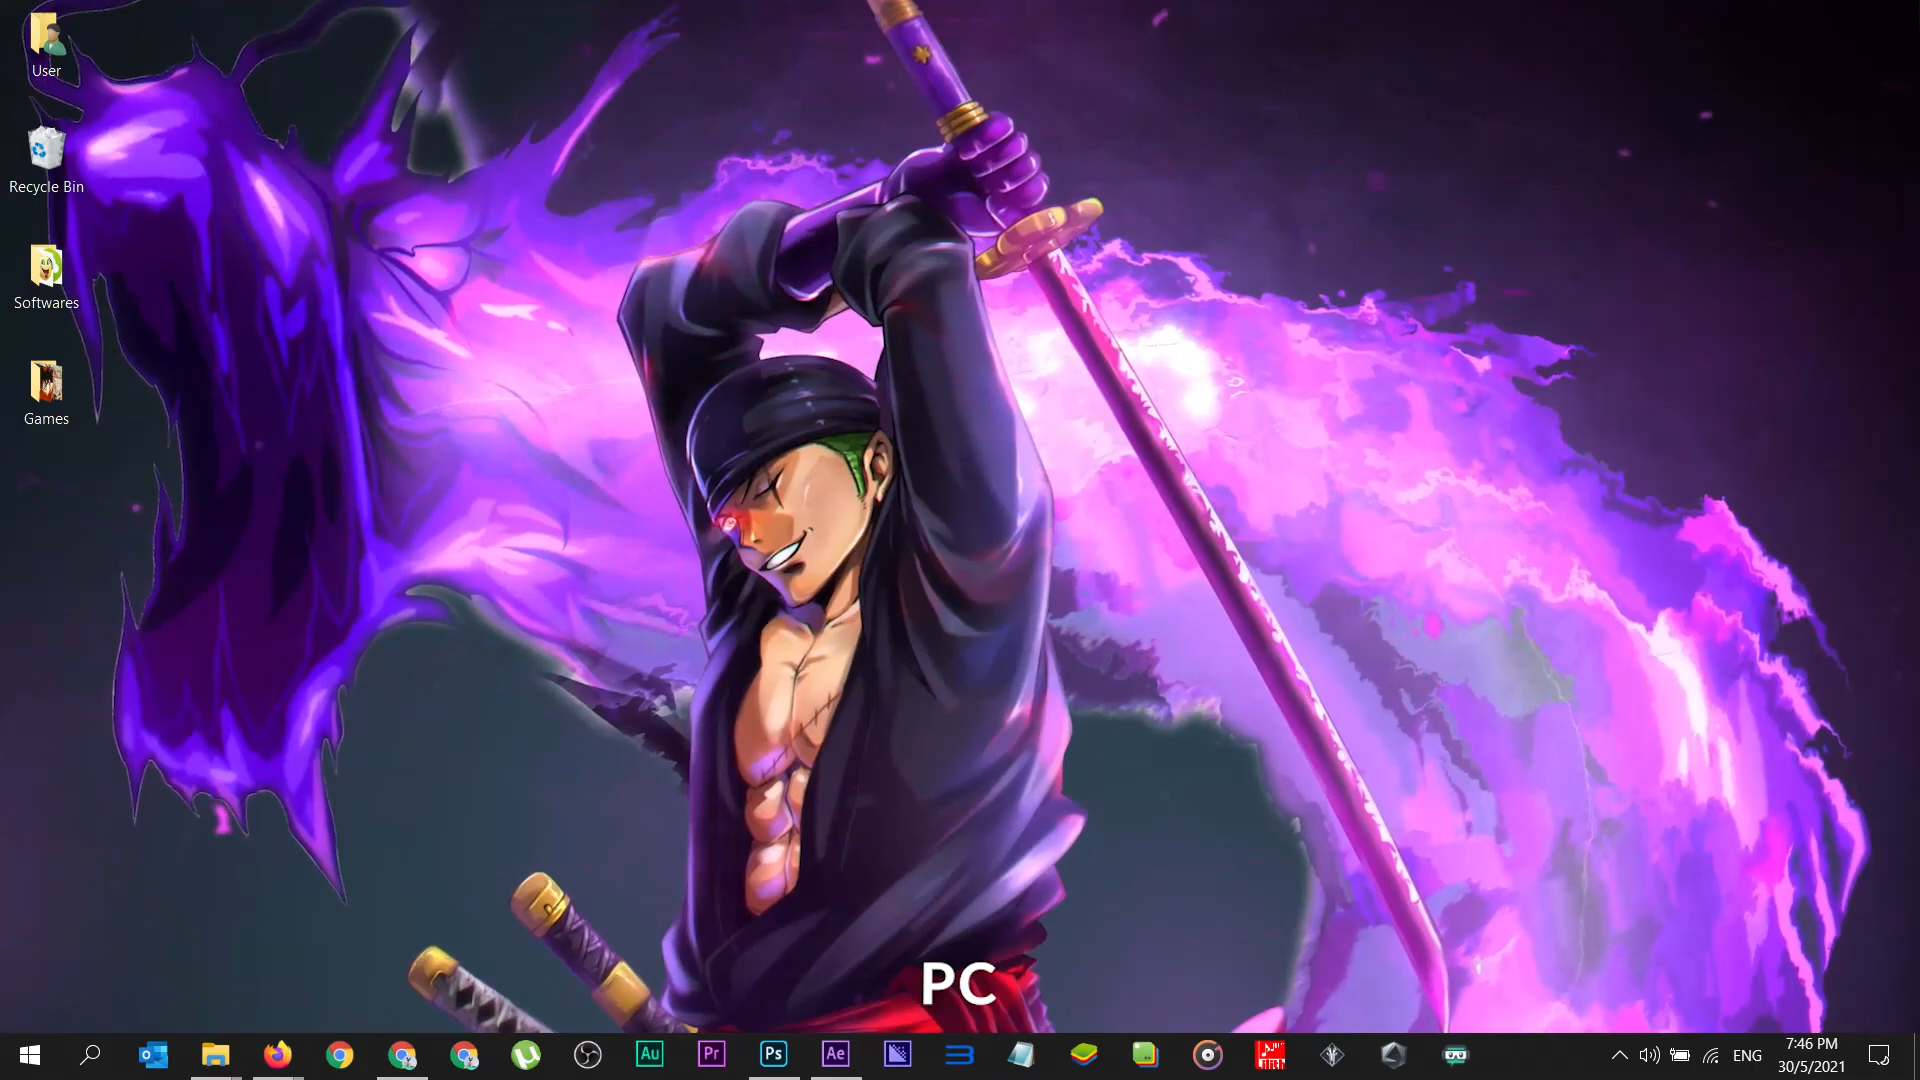 User
Recycle Bin
Softwares
Games
PC
Au
Pr
Ps
Ae
ENG
7:46 PM
30/5/2021